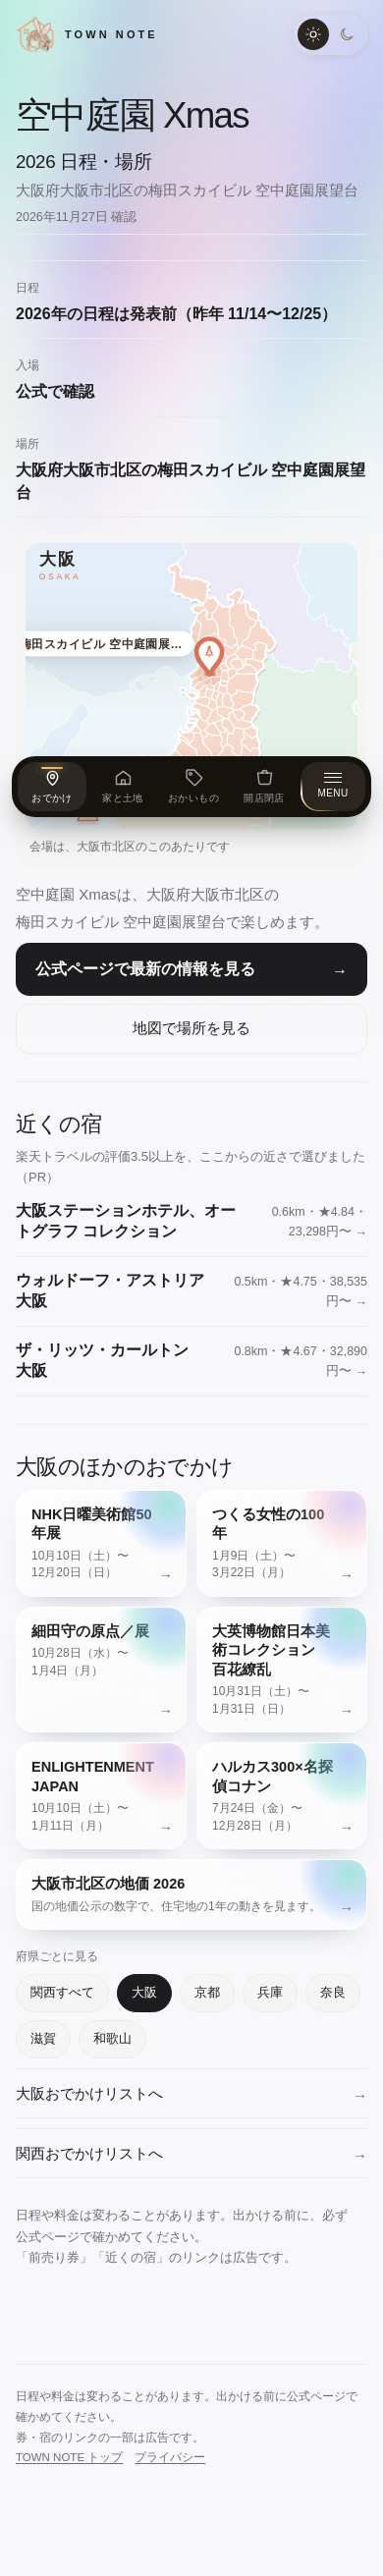 TOWN NOTE
空中庭園 Xmas
2026 日程・場所
大阪府大阪市北区の梅田スカイビル 空中庭園展望台
2026年11月27日 確認
日程
2026年の日程は発表前（昨年 11/14〜12/25）
入場
公式で確認
場所
大阪府大阪市北区の梅田スカイビル 空中庭園展望
台
大阪
OSAKA
梅田スカイビル 空中庭園展…
おでかけ
家と土地
おかいもの
開店閉店
MENU
会場は、大阪市北区のこのあたりです
空中庭園 Xmasは、大阪府大阪市北区の
梅田スカイビル 空中庭園展望台で楽しめます。
公式ページで最新の情報を見る →
地図で場所を見る
近くの宿
楽天トラベルの評価3.5以上を、ここからの近さで選びました
（PR）
大阪ステーションホテル、オー
トグラフ コレクション
0.6km・★4.84・
23,298円〜 →
ウォルドーフ・アストリア
大阪
0.5km・★4.75・38,535
円〜 →
ザ・リッツ・カールトン
大阪
0.8km・★4.67・32,890
円〜 →
大阪のほかのおでかけ
NHK日曜美術館50
年展
10月10日（土）〜
12月20日（日） →
つくる女性の100
年
1月9日（土）〜
3月22日（月） →
細田守の原点／展
10月28日（水）〜
1月4日（月）
→
大英博物館日本美
術コレクション
百花繚乱
10月31日（土）〜
1月31日（日） →
ENLIGHTENMENT
JAPAN
10月10日（土）〜
1月11日（月） →
ハルカス300×名探
偵コナン
7月24日（金）〜
12月28日（月） →
大阪市北区の地価 2026
国の地価公示の数字で、住宅地の1年の動きを見ます。 →
府県ごとに見る
関西すべて
大阪
京都
兵庫
奈良
滋賀
和歌山
大阪おでかけリストへ →
関西おでかけリストへ →
日程や料金は変わることがあります。出かける前に、必ず
公式ページで確かめてください。
「前売り券」「近くの宿」のリンクは広告です。
日程や料金は変わることがあります。出かける前に公式ページで
確かめてください。
券・宿のリンクの一部は広告です。
TOWN NOTE トップ プライバシー